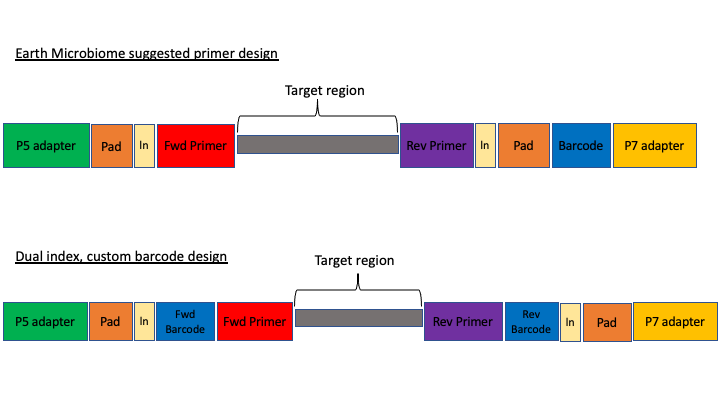 Earth Microbiome suggested primer design
Target region
P5 adapter Pad In Fwd Primer Rev Primer In Pad Barcode P7 adapter
Dual index, custom barcode design
Target region
P5 adapter Pad In Fwd Barcode Fwd Primer Rev Primer Rev Barcode In Pad P7 adapter